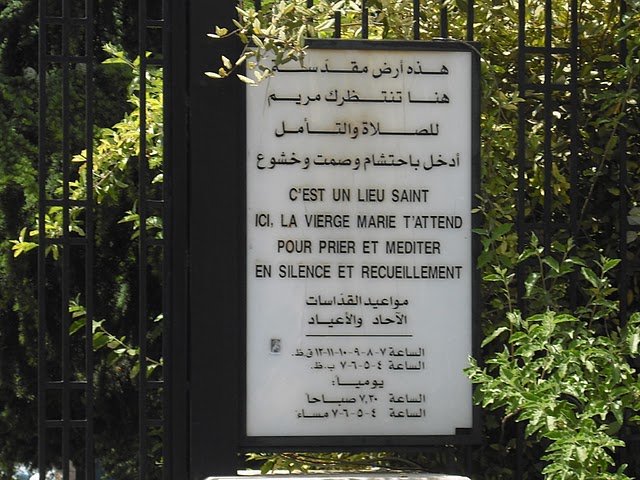 هذه أرض مقدسة
هنا تنتظرك مريم
للصلاة والتأمل
أدخل باحتشام وصمت وخشوع
C'EST UN LIEU SAINT
ICI, LA VIERGE MARIE T'ATTEND
POUR PRIER ET MEDITER
EN SILENCE ET RECUEILLEMENT
مواعيد القداسات
الآحاد والأعياد
الساعة ٧-٨-٩-١٠-١١-١٢ ق.ظ.
الساعة ٤-٥-٦-٧ ب.ظ.
يومياً:
الساعة ٧,٣٠ صباحاً
الساعة ٤-٥-٦-٧ مساءً